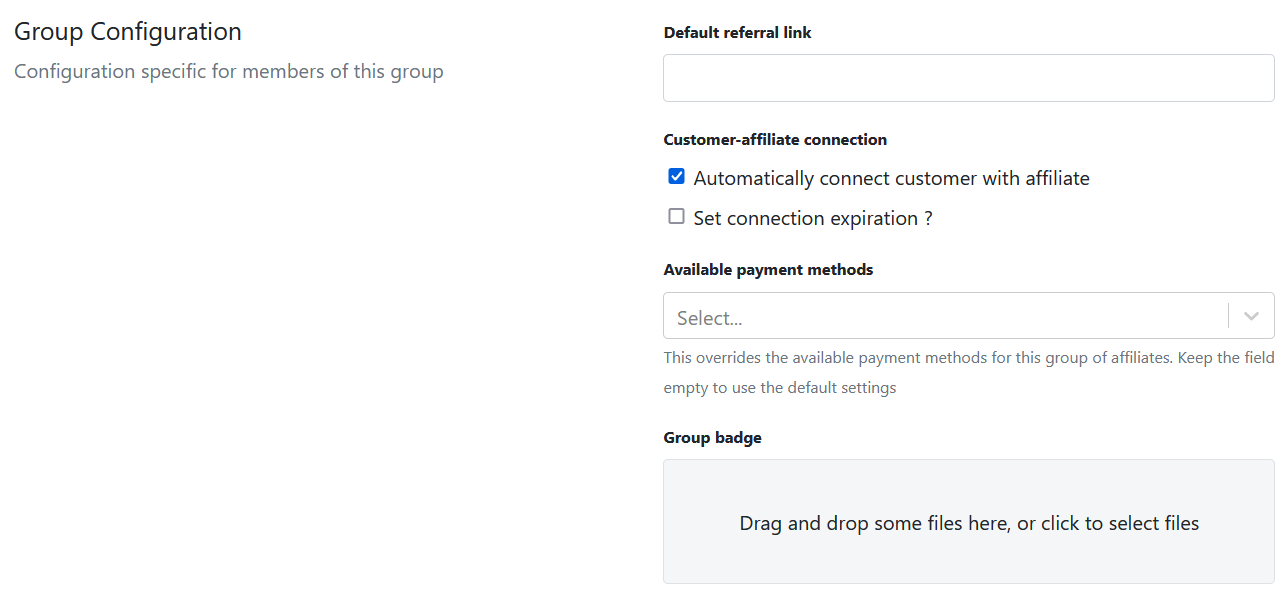 Group Configuration
Configuration specific for members of this group
Default referral link
Customer-affiliate connection
Automatically connect customer with affiliate
Set connection expiration ?
Available payment methods
Select...
This overrides the available payment methods for this group of affiliates. Keep the field
empty to use the default settings
Group badge
Drag and drop some files here, or click to select files